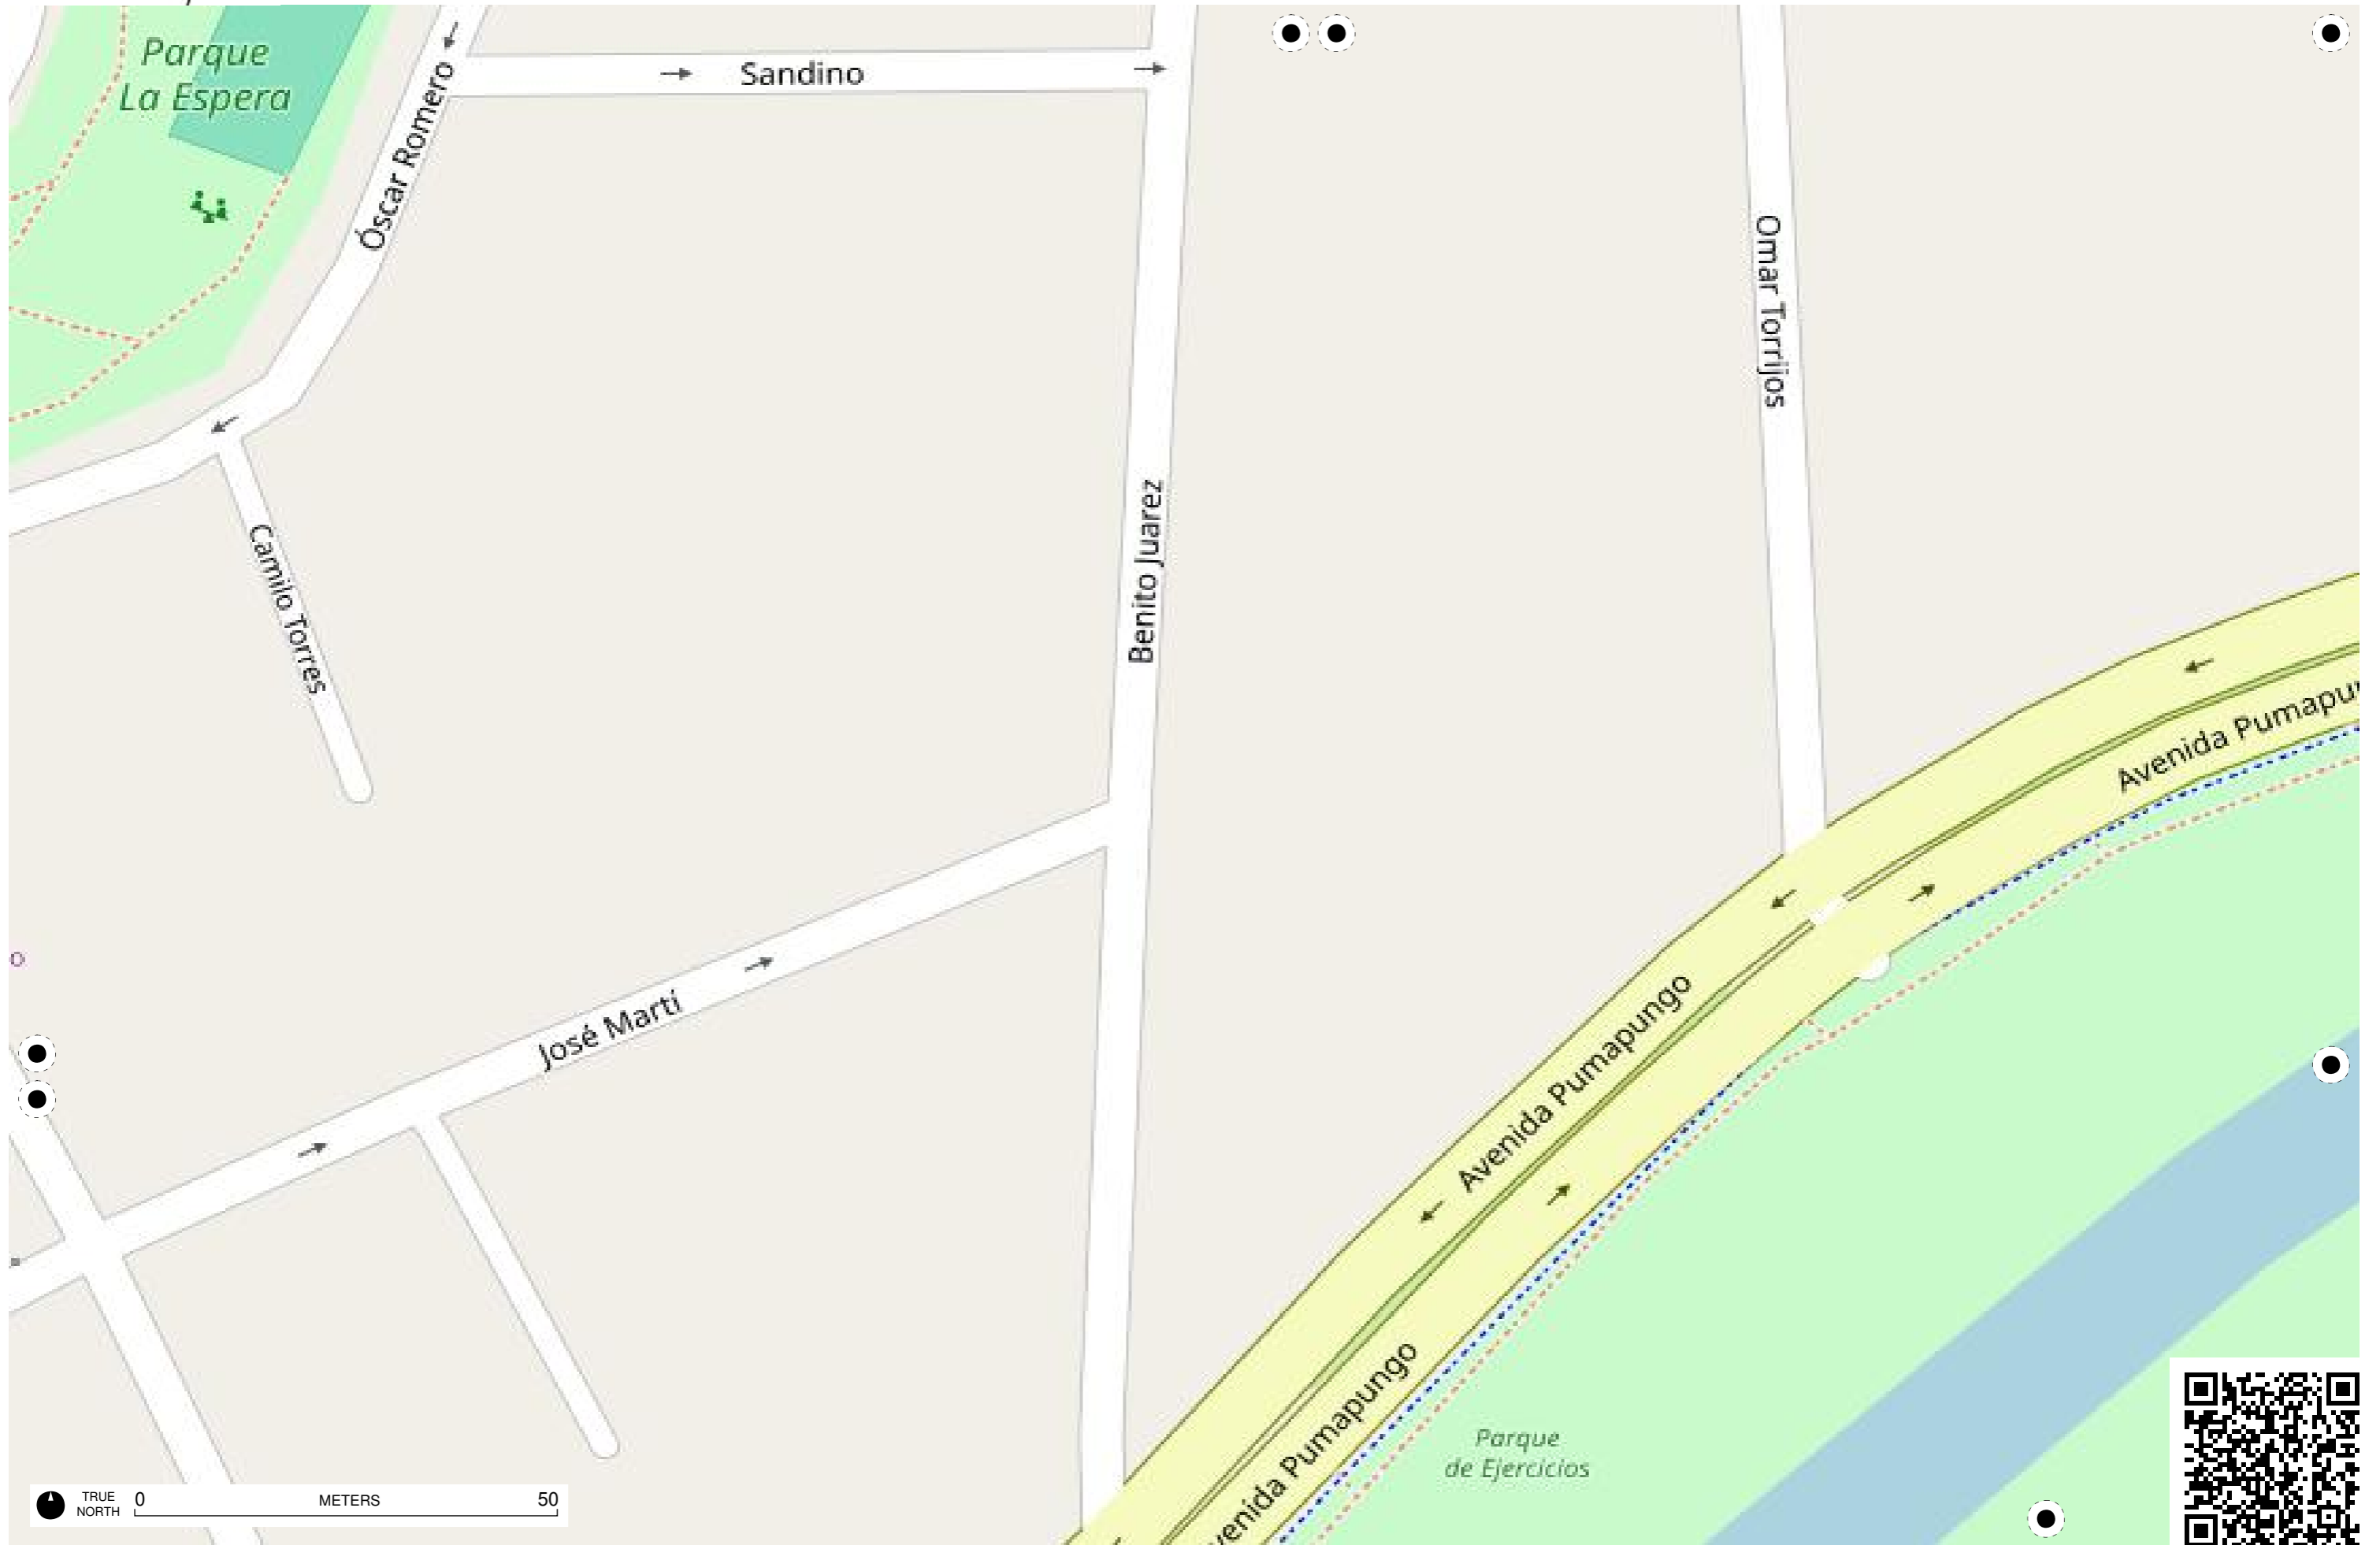 Parque
La Espera
Óscar Romero
Sandino
Omar Torrijos
Benito Juarez
Camilo Torres
Avenida Pumapu
José Martí
Avenida Pumapungo
venida Pumapungo
Parque
de Ejercicios
TRUE
NORTH
0 METERS 50